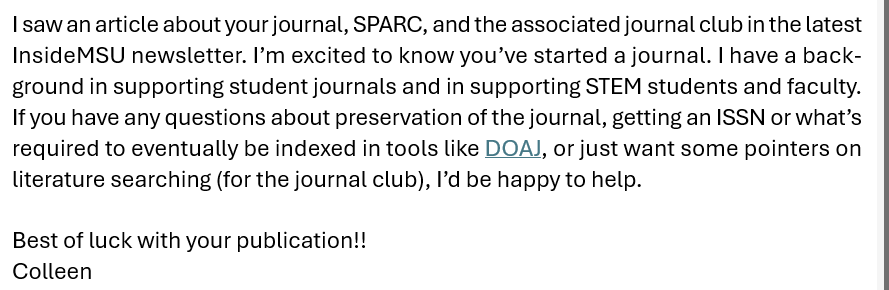 I saw an article about your journal, SPARC, and the associated journal club in the latest
InsideMSU newsletter. I’m excited to know you’ve started a journal. I have a back-
ground in supporting student journals and in supporting STEM students and faculty.
If you have any questions about preservation of the journal, getting an ISSN or what’s
required to eventually be indexed in tools like DOAJ, or just want some pointers on
literature searching (for the journal club), I’d be happy to help.

Best of luck with your publication!!
Colleen